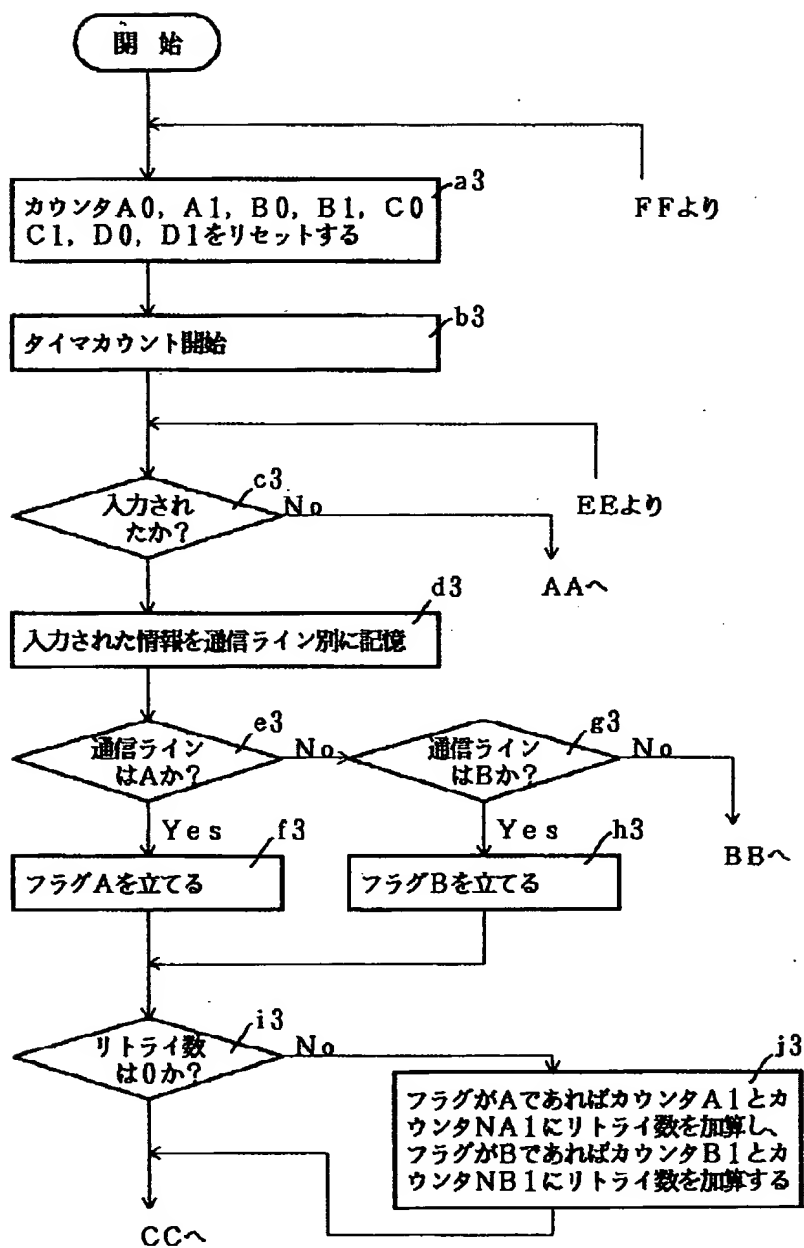 開 始
a3
カウンタA0, A1, B0, B1, C0
C1, D0, D1をリセットする
FFより
b3
タイマカウント開始
c3
入力され
たか?
No
EEより
AAへ
d3
入力された情報を通信ライン別に記憶
e3
通信ライン
はAか?
No
g3
通信ライン
はBか?
No
Yes
f3
フラグAを立てる
Yes
h3
フラグBを立てる
BBへ
i3
リトライ数
は0か?
No
j3
フラグがAであればカウンタA1とカ
ウンタNA1にリトライ数を加算し、
フラグがBであればカウンタB1とカ
ウンタNB1にリトライ数を加算する
CCへ